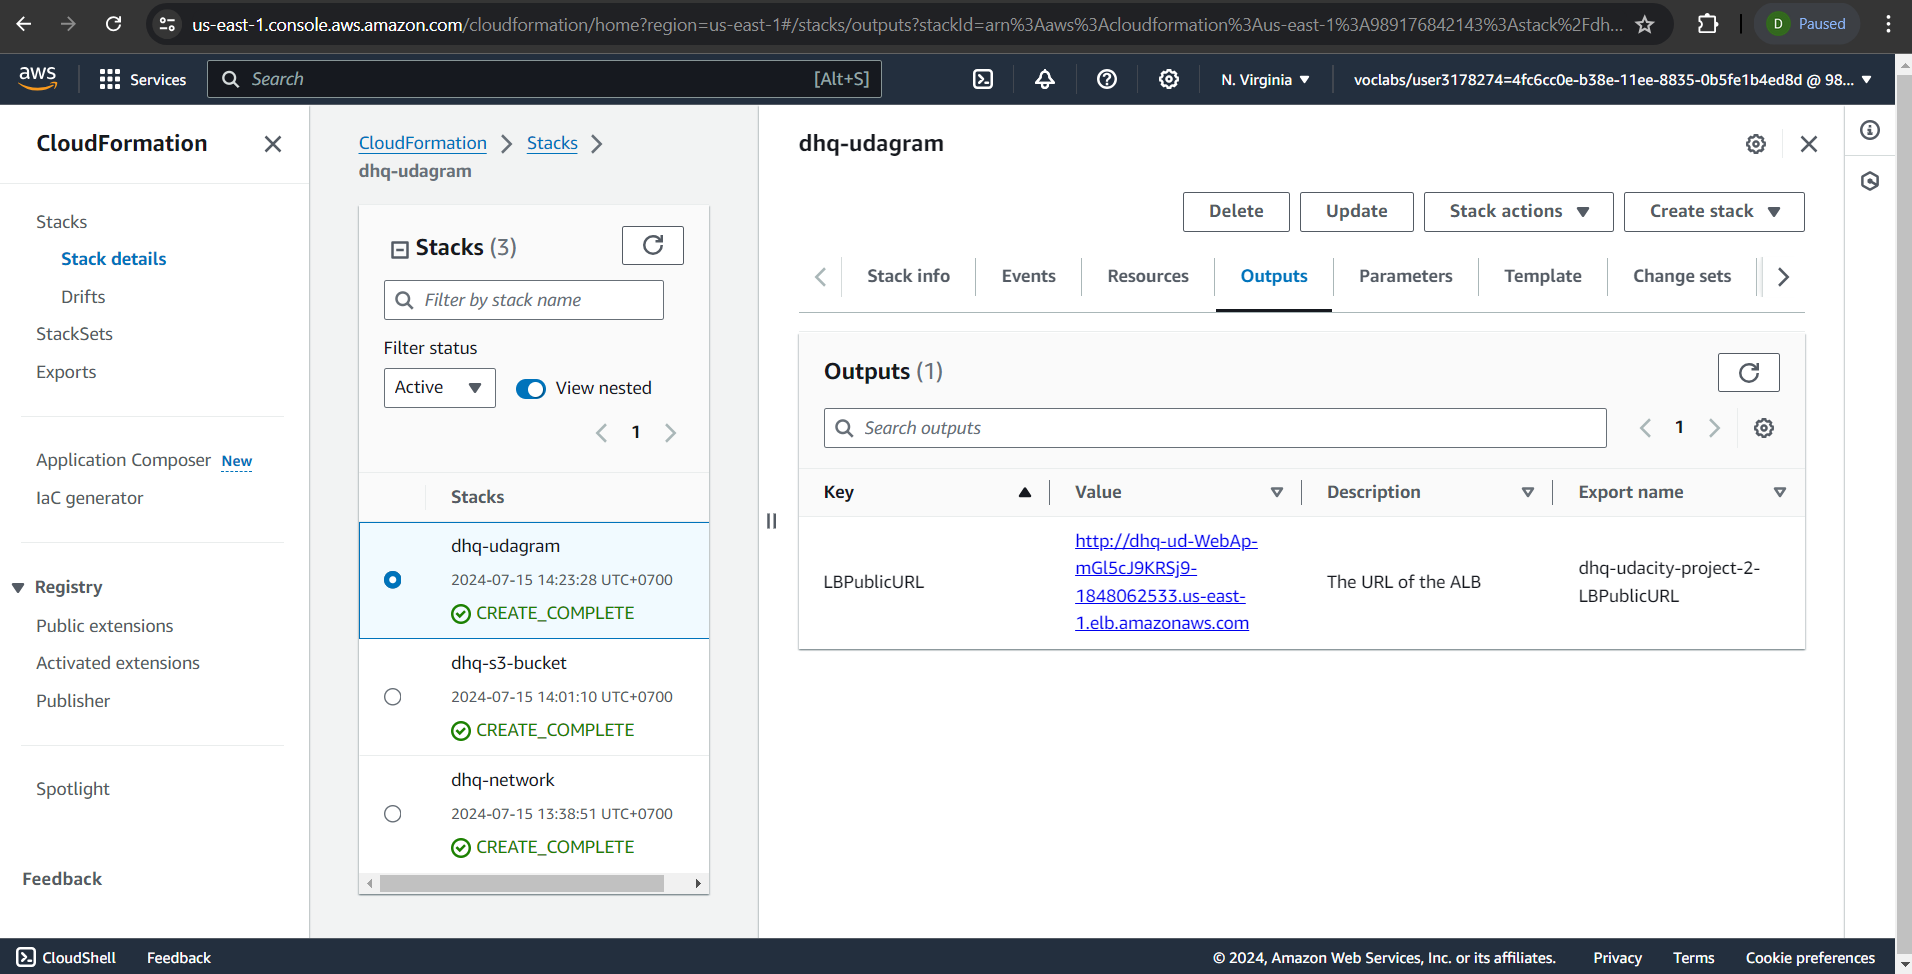 us-east-1.console.aws.amazon.com/cloudformation/home?region=us-east-1#/stacks/outputs?stackId=arn%3Aaws%3Acloudformation%3Aus-east-1%3A989176842143%3Astack%2Fdh...
D Paused
aws
Services
Search [Alt+S]
N. Virginia
voclabs/user3178274=4fc6cc0e-b38e-11ee-8835-0b5fe1b4ed8d @ 98...
CloudFormation
Stacks
Stack details
Drifts
StackSets
Exports
Application Composer New
IaC generator
Registry
Public extensions
Activated extensions
Publisher
Spotlight
Feedback
CloudFormation
Stacks
dhq-udagram
Stacks (3)
Filter by stack name
Filter status
Active
View nested
1
Stacks
dhq-udagram
2024-07-15 14:23:28 UTC+0700
CREATE_COMPLETE
dhq-s3-bucket
2024-07-15 14:01:10 UTC+0700
CREATE_COMPLETE
dhq-network
2024-07-15 13:38:51 UTC+0700
CREATE_COMPLETE
dhq-udagram
Delete
Update
Stack actions
Create stack
Stack info
Events
Resources
Outputs
Parameters
Template
Change sets
Outputs (1)
Search outputs
1
Key
Value
Description
Export name
LBPublicURL
http://dhq-ud-WebAp-
mGl5cJ9KRSj9-
1848062533.us-east-
1.elb.amazonaws.com
The URL of the ALB
dhq-udacity-project-2-
LBPublicURL
CloudShell
Feedback
© 2024, Amazon Web Services, Inc. or its affiliates.
Privacy
Terms
Cookie preferences